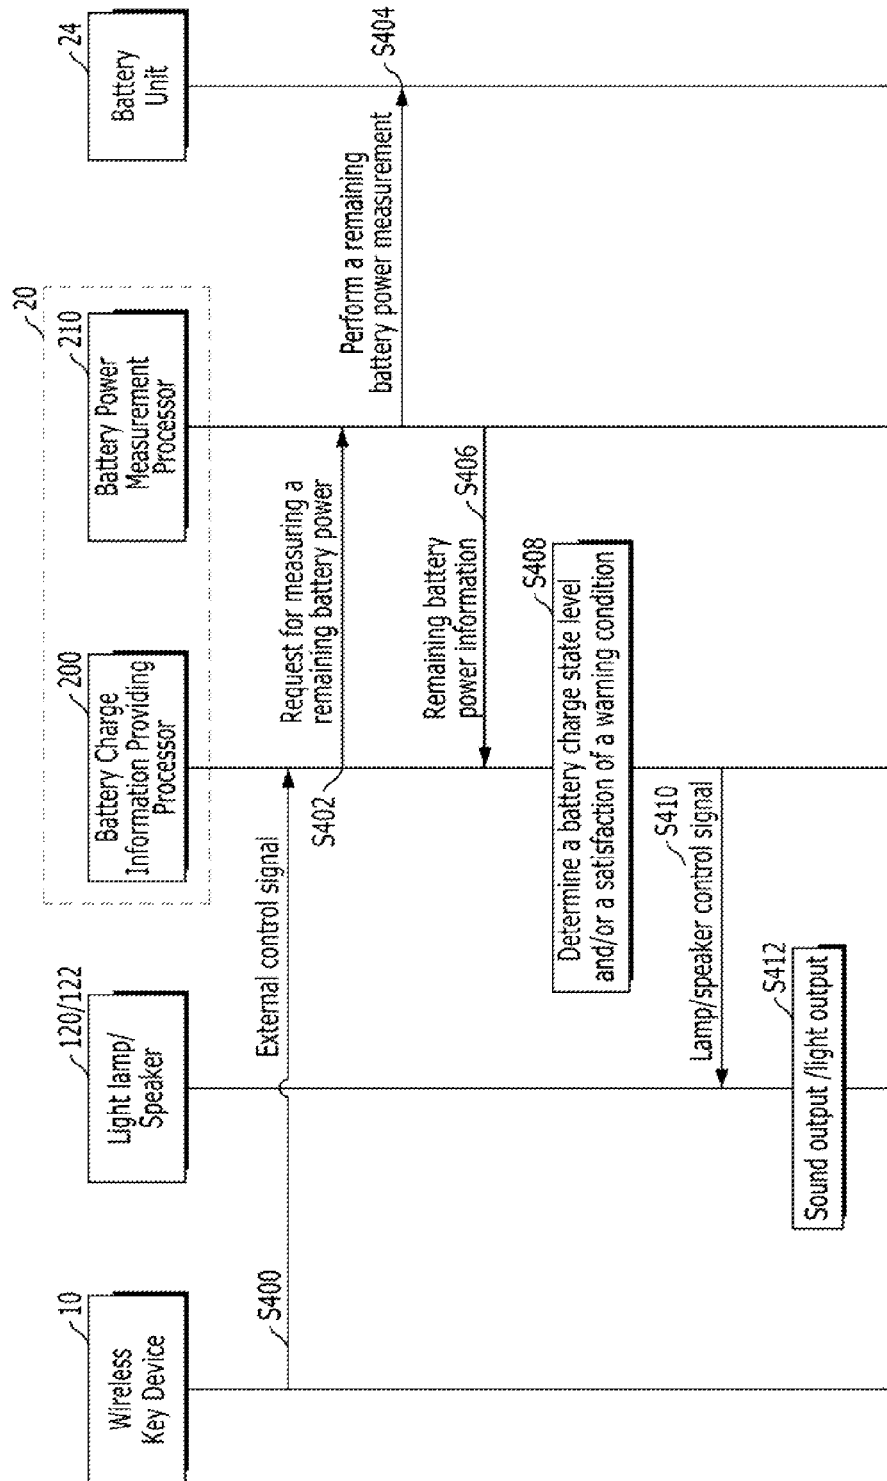 10
Wireless
Key Device
120/122
Light lamp/
Speaker
20
200
Battery Charge
Information Providing
Processor
210
Battery Power
Measurement
Processor
24
Battery
Unit
S400
External control signal
S402
Request for measuring a
remaining battery power
Perform a remaining
battery power measurement
S404
Remaining battery
power information
S406
S408
Determine a battery charge state level
and/or a satisfaction of a warning condition
S410
Lamp/speaker control signal
S412
Sound output /light output